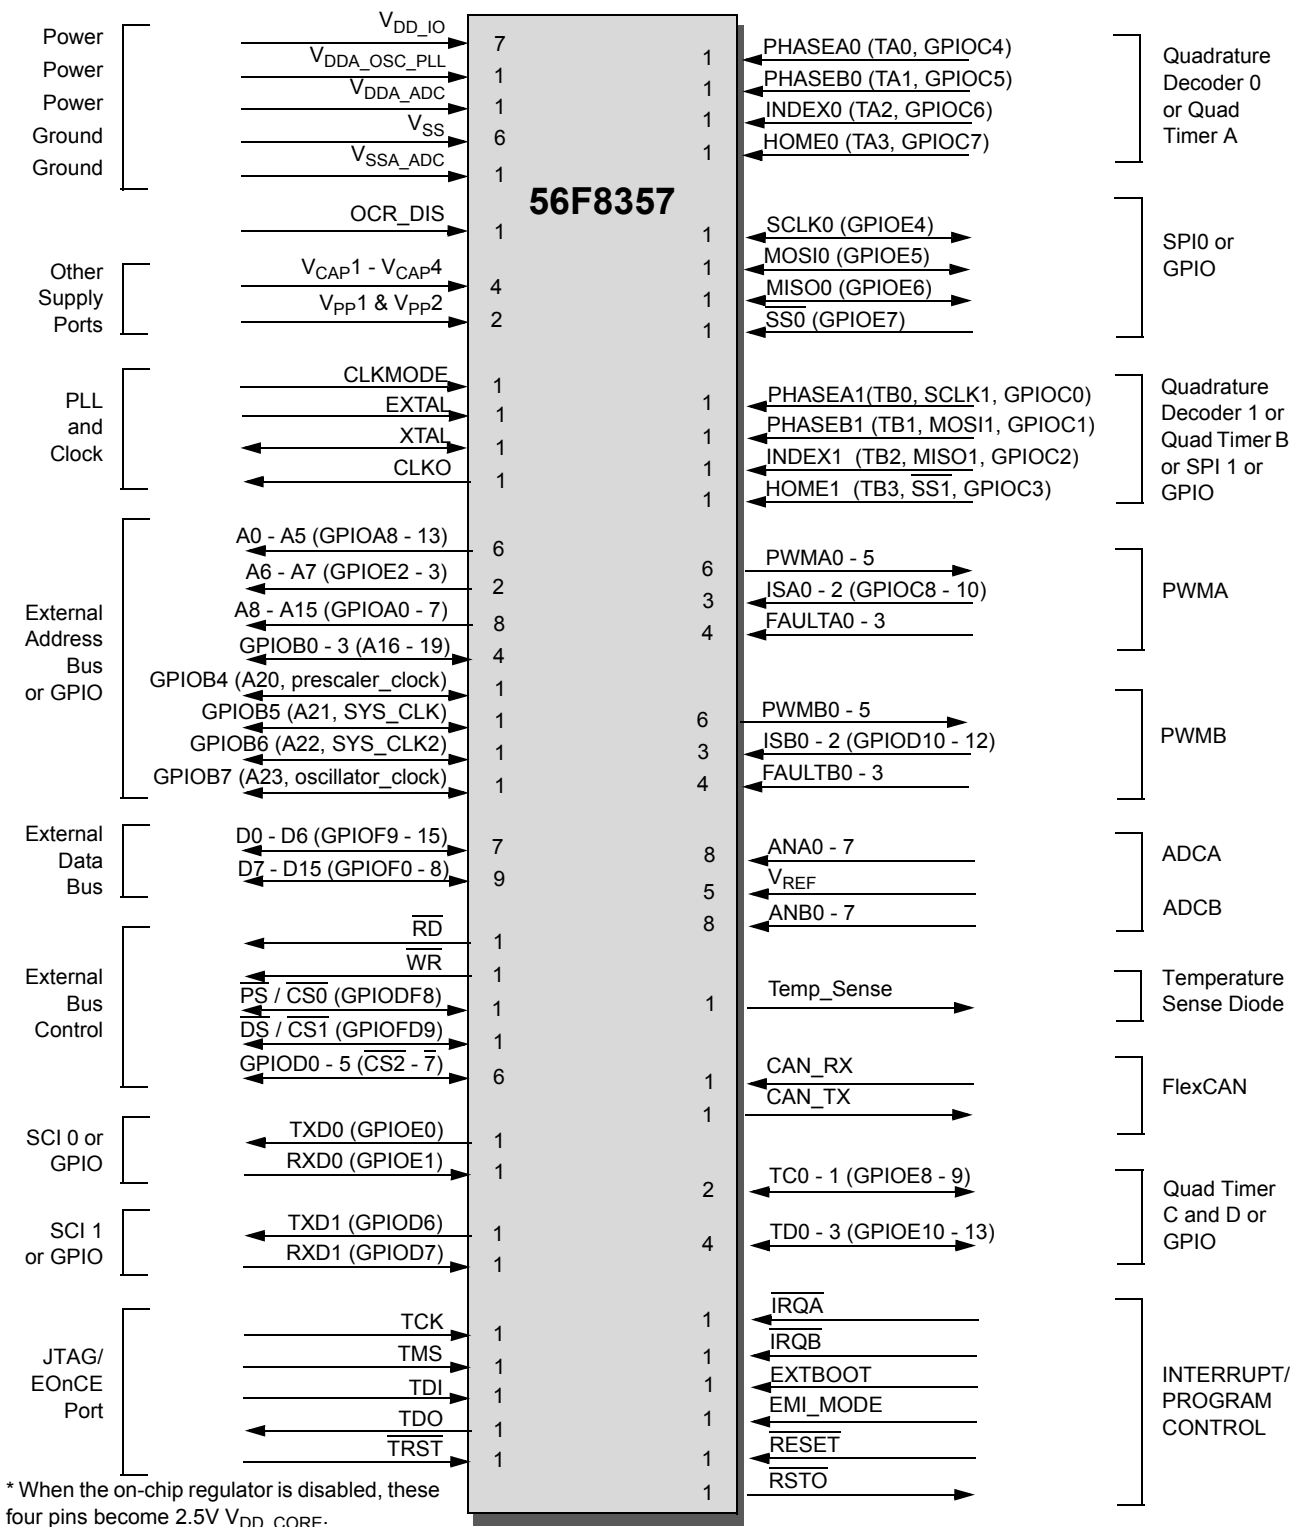 56F8357
Power
V_DD_IO
7
Power
V_DDA_OSC_PLL
1
Power
V_DDA_ADC
1
Ground
V_SS
6
Ground
V_SSA_ADC
1
OCR_DIS
1
Other
Supply
Ports
V_CAP1 - V_CAP4
4
V_PP1 & V_PP2
2
PLL
and
Clock
CLKMODE
1
EXTAL
1
XTAL
1
CLKO
1
External
Address
Bus
or GPIO
A0 - A5 (GPIOA8 - 13)
6
A6 - A7 (GPIOE2 - 3)
2
A8 - A15 (GPIOA0 - 7)
8
GPIOB0 - 3 (A16 - 19)
4
GPIOB4 (A20, prescaler_clock)
1
GPIOB5 (A21, SYS_CLK)
1
GPIOB6 (A22, SYS_CLK2)
1
GPIOB7 (A23, oscillator_clock)
1
External
Data
Bus
D0 - D6 (GPIOF9 - 15)
7
D7 - D15 (GPIOF0 - 8)
9
External
Bus
Control
R̅D̅
1
W̅R̅
1
P̅S̅ / C̅S̅0̅ (GPIODF8)
1
D̅S̅ / C̅S̅1̅ (GPIOFD9)
1
GPIOD0 - 5 (C̅S̅2̅ - 7̅)
6
SCI 0 or
GPIO
TXD0 (GPIOE0)
1
RXD0 (GPIOE1)
1
SCI 1
or GPIO
TXD1 (GPIOD6)
1
RXD1 (GPIOD7)
1
JTAG/
EOnCE
Port
TCK
1
TMS
1
TDI
1
TDO
1
T̅R̅S̅T̅
1
* When the on-chip regulator is disabled, these
four pins become 2.5V V_DD_CORE.
1
PHASEA0 (TA0, GPIOC4)
1
PHASEB0 (TA1, GPIOC5)
1
INDEX0 (TA2, GPIOC6)
1
HOME0 (TA3, GPIOC7)
Quadrature
Decoder 0
or Quad
Timer A
1
SCLK0 (GPIOE4)
1
MOSI0 (GPIOE5)
1
MISO0 (GPIOE6)
1
S̅S̅0̅ (GPIOE7)
SPI0 or
GPIO
1
PHASEA1(TB0, SCLK1, GPIOC0)
1
PHASEB1 (TB1, MOSI1, GPIOC1)
1
INDEX1 (TB2, MISO1, GPIOC2)
1
HOME1 (TB3, S̅S̅1̅, GPIOC3)
Quadrature
Decoder 1 or
Quad Timer B
or SPI 1 or
GPIO
6
PWMA0 - 5
3
ISA0 - 2 (GPIOC8 - 10)
4
FAULTA0 - 3
PWMA
6
PWMB0 - 5
3
ISB0 - 2 (GPIOD10 - 12)
4
FAULTB0 - 3
PWMB
8
ANA0 - 7
5
V_REF
8
ANB0 - 7
ADCA
ADCB
1
Temp_Sense
Temperature
Sense Diode
1
CAN_RX
1
CAN_TX
FlexCAN
2
TC0 - 1 (GPIOE8 - 9)
4
TD0 - 3 (GPIOE10 - 13)
Quad Timer
C and D or
GPIO
1
I̅R̅Q̅A̅
1
I̅R̅Q̅B̅
1
EXTBOOT
1
EMI_MODE
1
R̅E̅S̅E̅T̅
1
R̅S̅T̅O̅
INTERRUPT/
PROGRAM
CONTROL